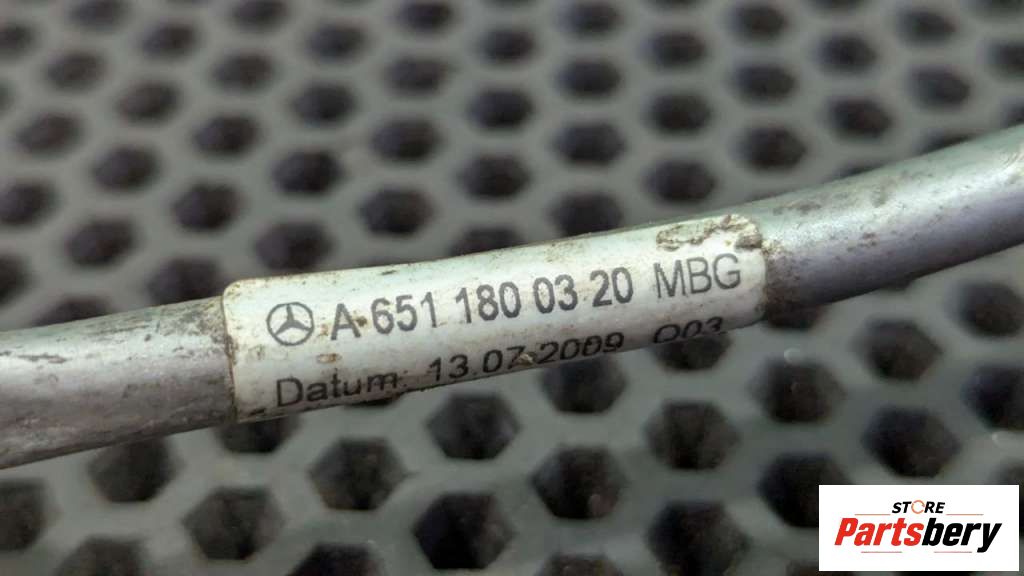 A 651 180 03 20 MBG
Datum: 13.07.2009 Q03
STORE
Partsbery